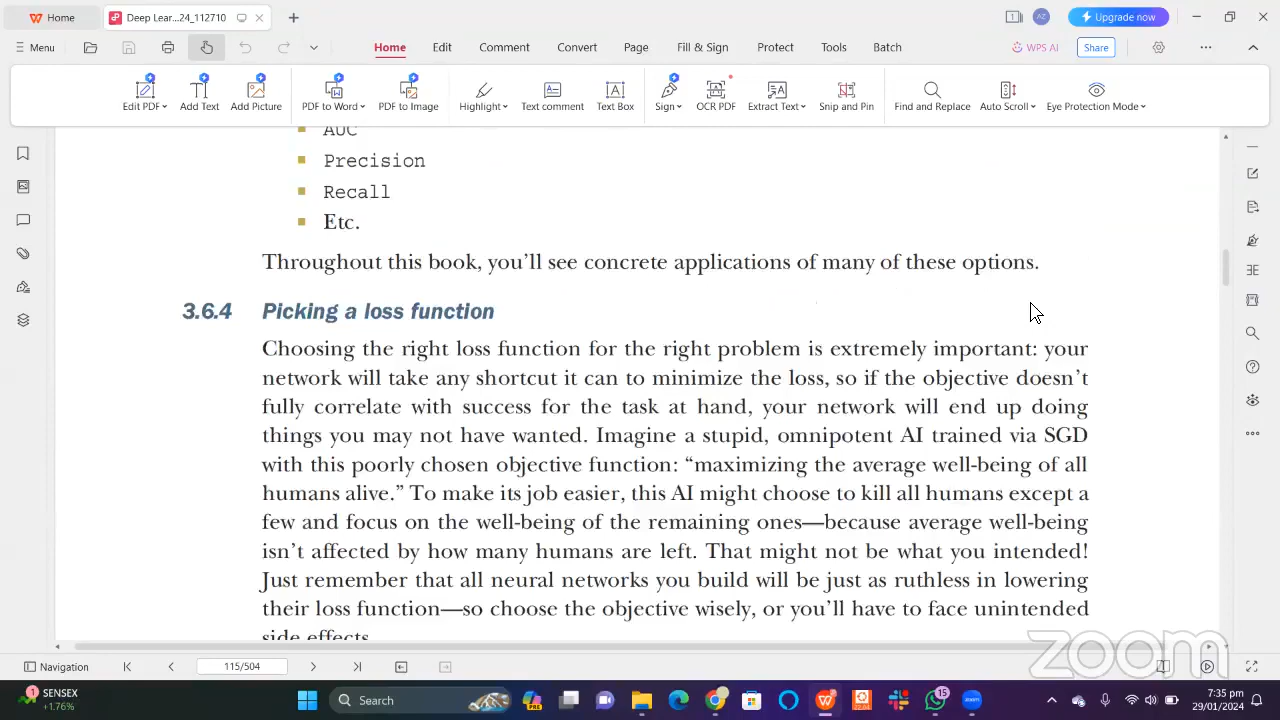 Home
Deep Lear...24_112710
Upgrade now
AZ
Menu
Home
Edit
Comment
Convert
Page
Fill & Sign
Protect
Tools
Batch
WPS AI
Share
Edit PDF
Add Text
Add Picture
PDF to Word
PDF to Image
Highlight
Text comment
Text Box
Sign
OCR PDF
Extract Text
Snip and Pin
Find and Replace
Auto Scroll
Eye Protection Mode
AUC
Precision
Recall
Etc.
Throughout this book, you'll see concrete applications of many of these options.
3.6.4 Picking a loss function
Choosing the right loss function for the right problem is extremely important: your
network will take any shortcut it can to minimize the loss, so if the objective doesn't
fully correlate with success for the task at hand, your network will end up doing
things you may not have wanted. Imagine a stupid, omnipotent AI trained via SGD
with this poorly chosen objective function: “maximizing the average well-being of all
humans alive.” To make its job easier, this AI might choose to kill all humans except a
few and focus on the well-being of the remaining ones—because average well-being
isn't affected by how many humans are left. That might not be what you intended!
Just remember that all neural networks you build will be just as ruthless in lowering
their loss function—so choose the objective wisely, or you'll have to face unintended
side effects.
zoom
Navigation
115/504
1
SENSEX
+1.76%
Search
PRE
22.04
15
zoom
7:35 pm
29/01/2024